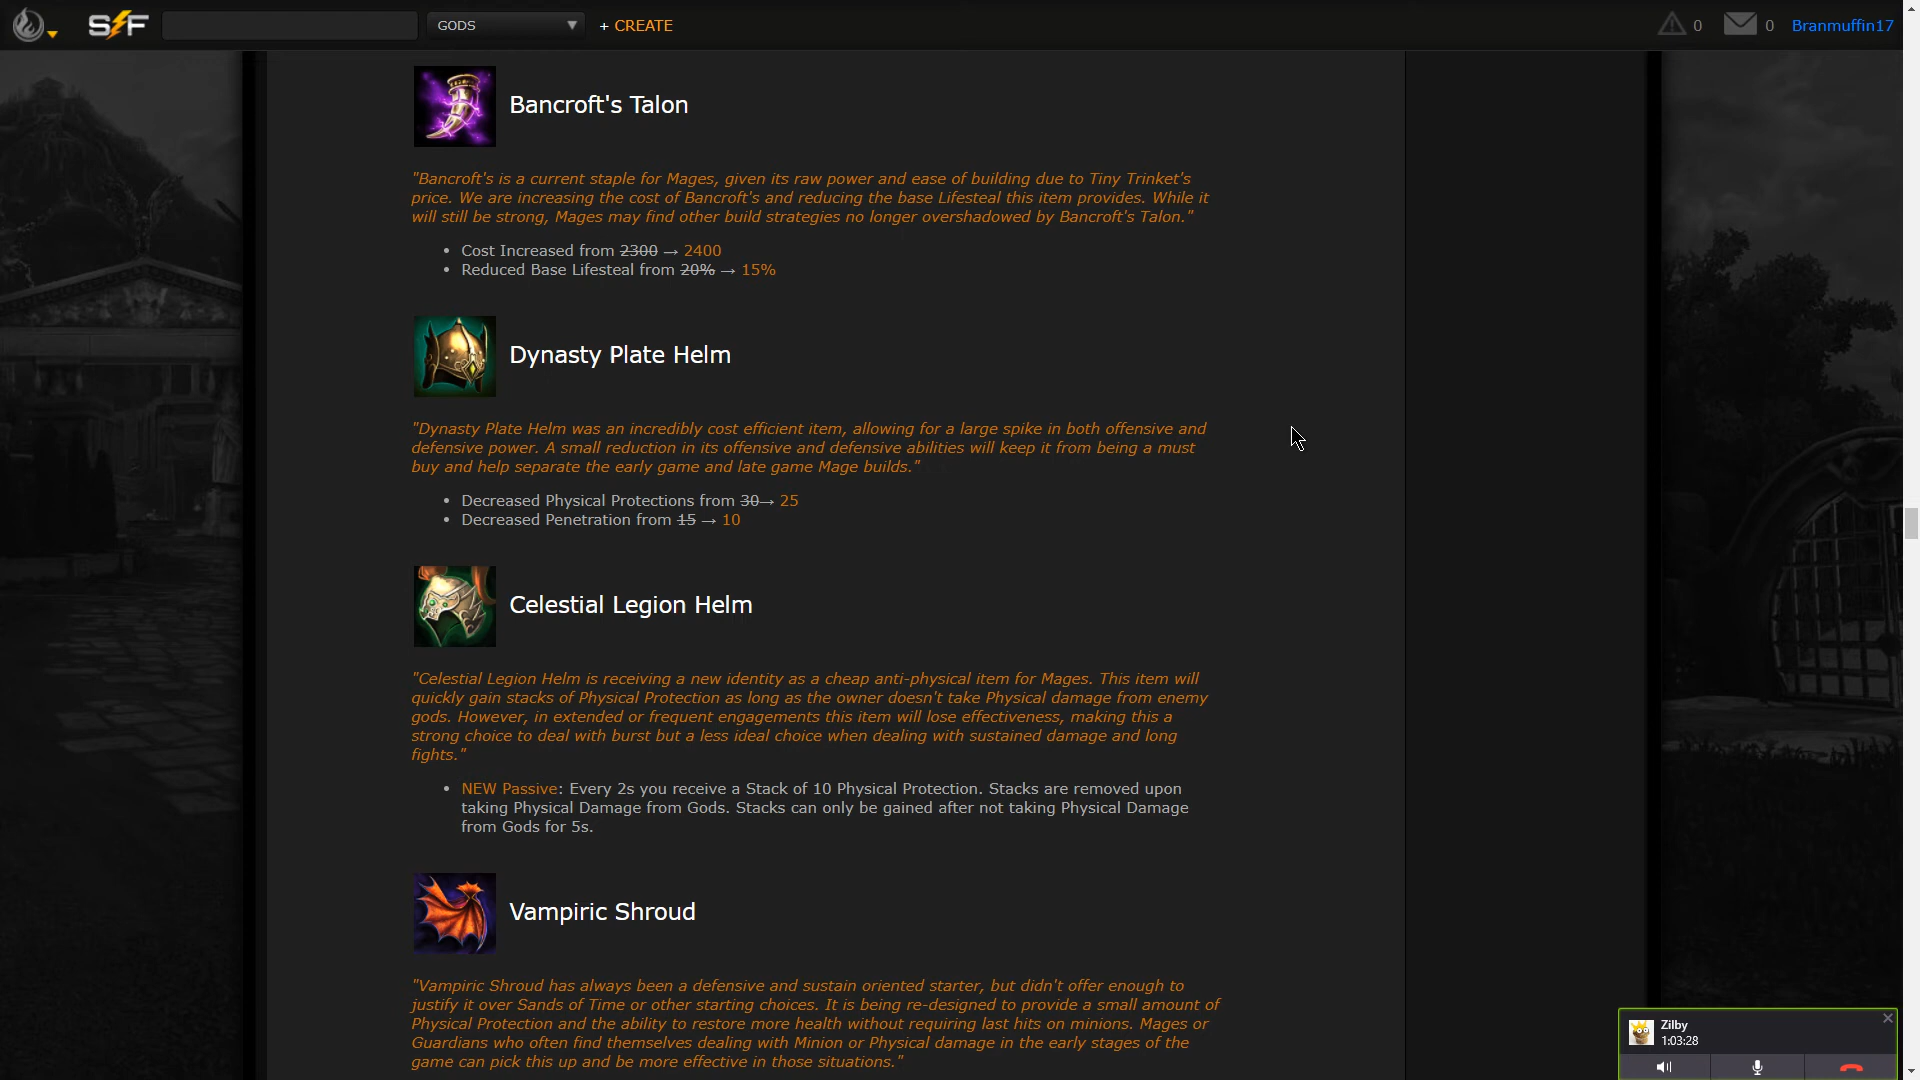 SF
GODS
+ CREATE
0
0
Branmuffin17
Bancroft's Talon
"Bancroft's is a current staple for Mages, given its raw power and ease of building due to Tiny Trinket's
price. We are increasing the cost of Bancroft's and reducing the base Lifesteal this item provides. While it
will still be strong, Mages may find other build strategies no longer overshadowed by Bancroft's Talon."
• Cost Increased from 2300 → 2400
• Reduced Base Lifesteal from 20% → 15%
Dynasty Plate Helm
"Dynasty Plate Helm was an incredibly cost efficient item, allowing for a large spike in both offensive and
defensive power. A small reduction in its offensive and defensive abilities will keep it from being a must
buy and help separate the early game and late game Mage builds."
• Decreased Physical Protections from 30→ 25
• Decreased Penetration from 15 → 10
Celestial Legion Helm
"Celestial Legion Helm is receiving a new identity as a cheap anti-physical item for Mages. This item will
quickly gain stacks of Physical Protection as long as the owner doesn't take Physical damage from enemy
gods. However, in extended or frequent engagements this item will lose effectiveness, making this a
strong choice to deal with burst but a less ideal choice when dealing with sustained damage and long
fights."
• NEW Passive: Every 2s you receive a Stack of 10 Physical Protection. Stacks are removed upon
taking Physical Damage from Gods. Stacks can only be gained after not taking Physical Damage
from Gods for 5s.
Vampiric Shroud
"Vampiric Shroud has always been a defensive and sustain oriented starter, but didn't offer enough to
justify it over Sands of Time or other starting choices. It is being re-designed to provide a small amount of
Physical Protection and the ability to restore more health without requiring last hits on minions. Mages or
Guardians who often find themselves dealing with Minion or Physical damage in the early stages of the
game can pick this up and be more effective in those situations."
Zilby
1:03:28